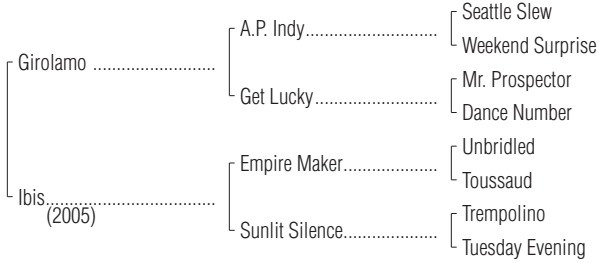 Seattle Slew
A.P. Indy..............................
Weekend Surprise
Girolamo ............................
Mr. Prospector
Get Lucky............................
Dance Number
Unbridled
Empire Maker.....................
Toussaud
Ibis.......................................
(2005)
Trempolino
Sunlit Silence.....................
Tuesday Evening